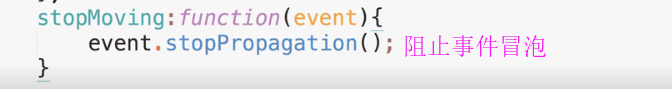 stopMoving:function(event){
event.stopPropagation(); 阻止事件冒泡
}